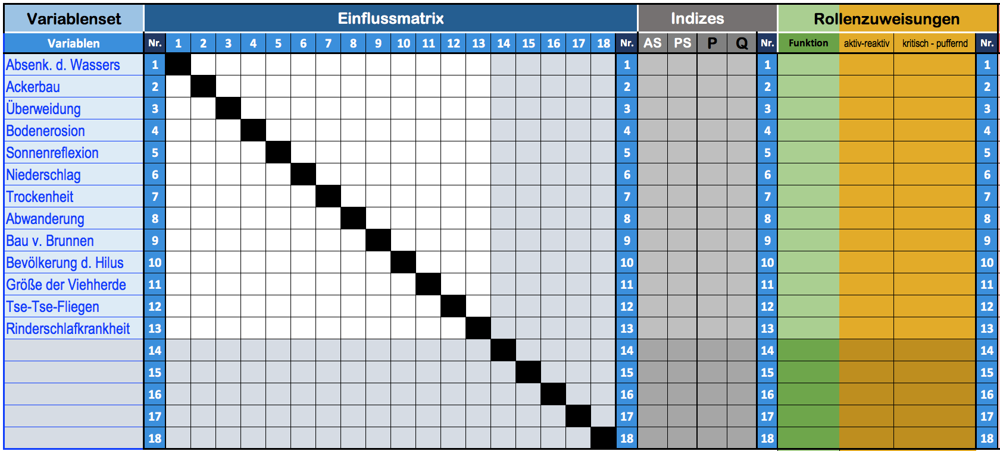 Variablenset Einflussmatrix Indizes Rollenzuweisungen
Variablen Nr. 1 2 3 4 5 6 7 8 9 10 11 12 13 14 15 16 17 18 Nr. AS PS P Q Nr. Funktion aktiv-reaktiv kritisch - puffernd Nr.
Absenk. d. Wassers 1 1 1 1
Ackerbau 2 2 2 2
Überweidung 3 3 3 3
Bodenerosion 4 4 4 4
Sonnenreflexion 5 5 5 5
Niederschlag 6 6 6 6
Trockenheit 7 7 7 7
Abwanderung 8 8 8 8
Bau v. Brunnen 9 9 9 9
Bevölkerung d. Hilus 10 10 10 10
Größe der Viehherde 11 11 11 11
Tse-Tse-Fliegen 12 12 12 12
Rinderschlafkrankheit 13 13 13 13
14 14 14 14
15 15 15 15
16 16 16 16
17 17 17 17
18 18 18 18